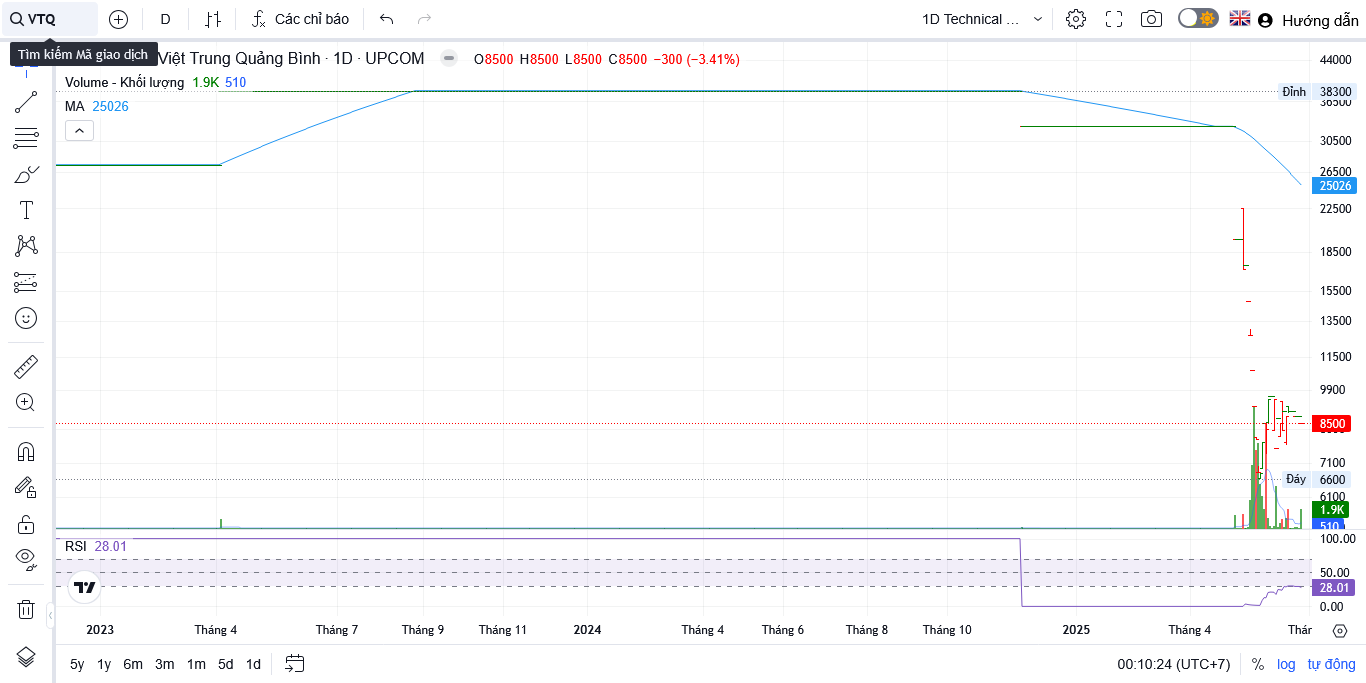 VTQ
D
Các chỉ báo
1D Technical ...
Hướng dẫn
Tìm kiếm Mã giao dịch
Việt Trung Quảng Bình · 1D · UPCOM
O8500 H8500 L8500 C8500 −300 (−3.41%)
Volume - Khối lượng 1.9K 510
MA 25026
44000
Đỉnh 38300
36500
30500
26500
25026
22500
18500
15500
13500
11500
9900
8500
7100
Đáy 6600
6100
1.9K
510
RSI 28.01
100.00
50.00
28.01
0.00
2023 Tháng 4 Tháng 7 Tháng 9 Tháng 11 2024 Tháng 4 Tháng 6 Tháng 8 Tháng 10 2025 Tháng 4 Thár
5y 1y 6m 3m 1m 5d 1d
00:10:24 (UTC+7) % log tự động